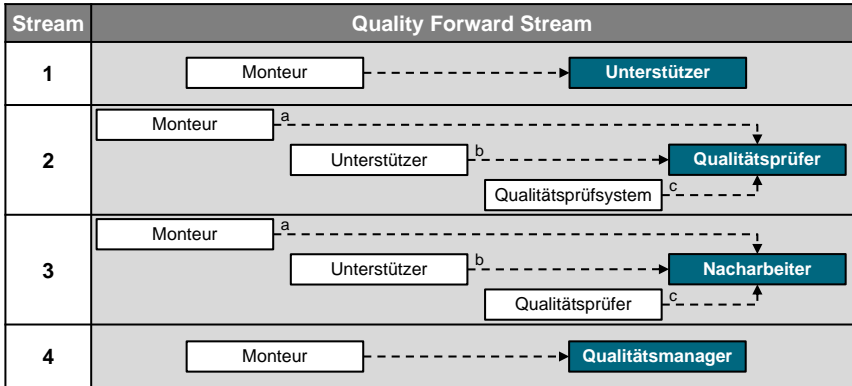 Stream Quality Forward Stream
1 Monteur Unterstützer
Monteur a
2 Unterstützer b Qualitätsprüfer
Qualitätsprüfsystem c
Monteur a
3 Unterstützer b Nacharbeiter
Qualitätsprüfer c
4 Monteur Qualitätsmanager